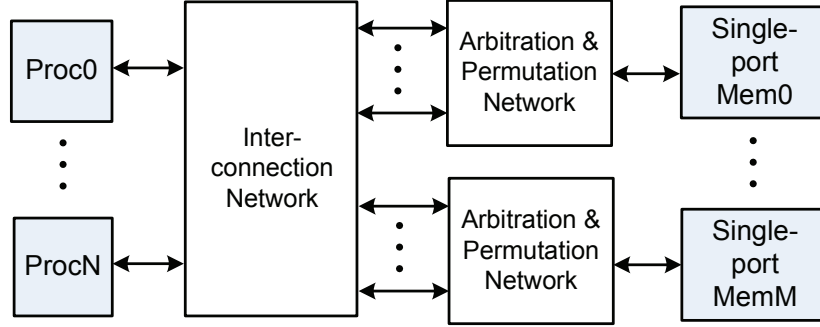 Proc0
ProcN
Inter-
connection
Network
Arbitration &
Permutation
Network
Arbitration &
Permutation
Network
Single-
port
Mem0
Single-
port
MemM